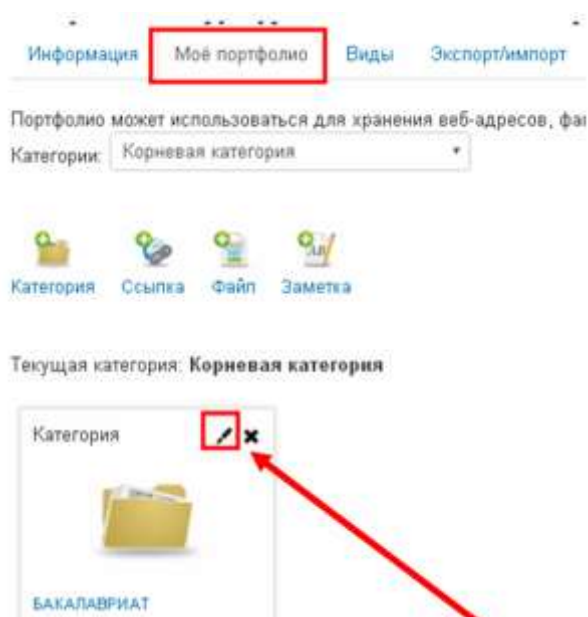 Информация Моё портфолио Виды Экспорт/импорт
Портфолио может использоваться для хранения веб-адресов,
Категории: Корневая категория
Категория Ссылка Файл Заметка
Текущая категория: Корневая категория
Категория
БАКАЛАВРИАТ